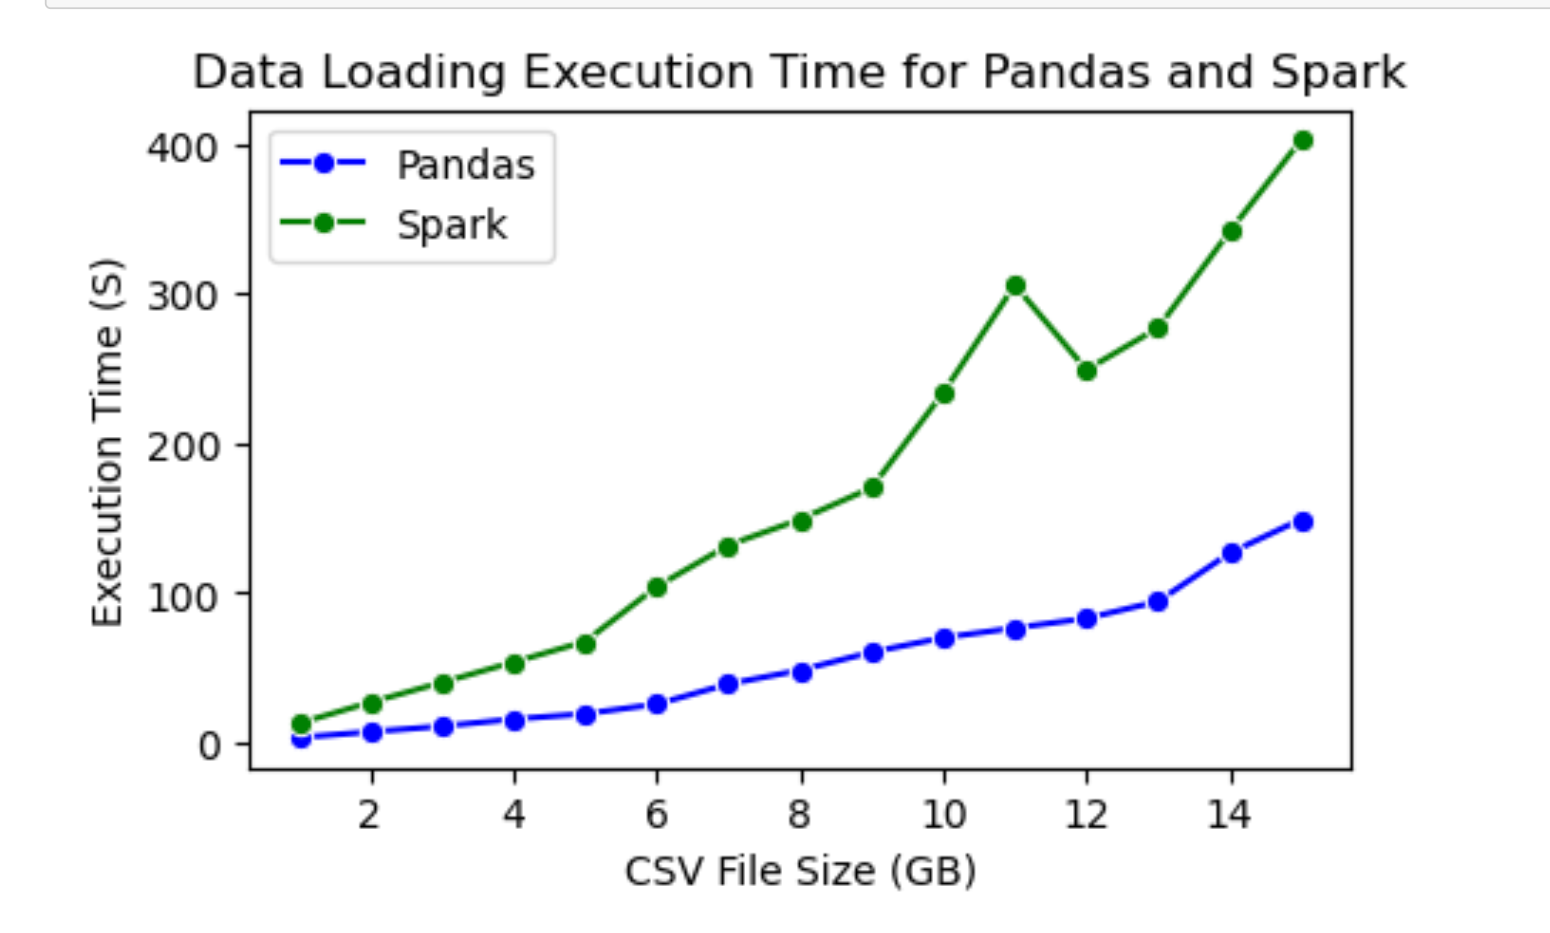 Data Loading Execution Time for Pandas and Spark
Pandas
Spark
Execution Time (S)
400
300
200
100
0
2 4 6 8 10 12 14
CSV File Size (GB)